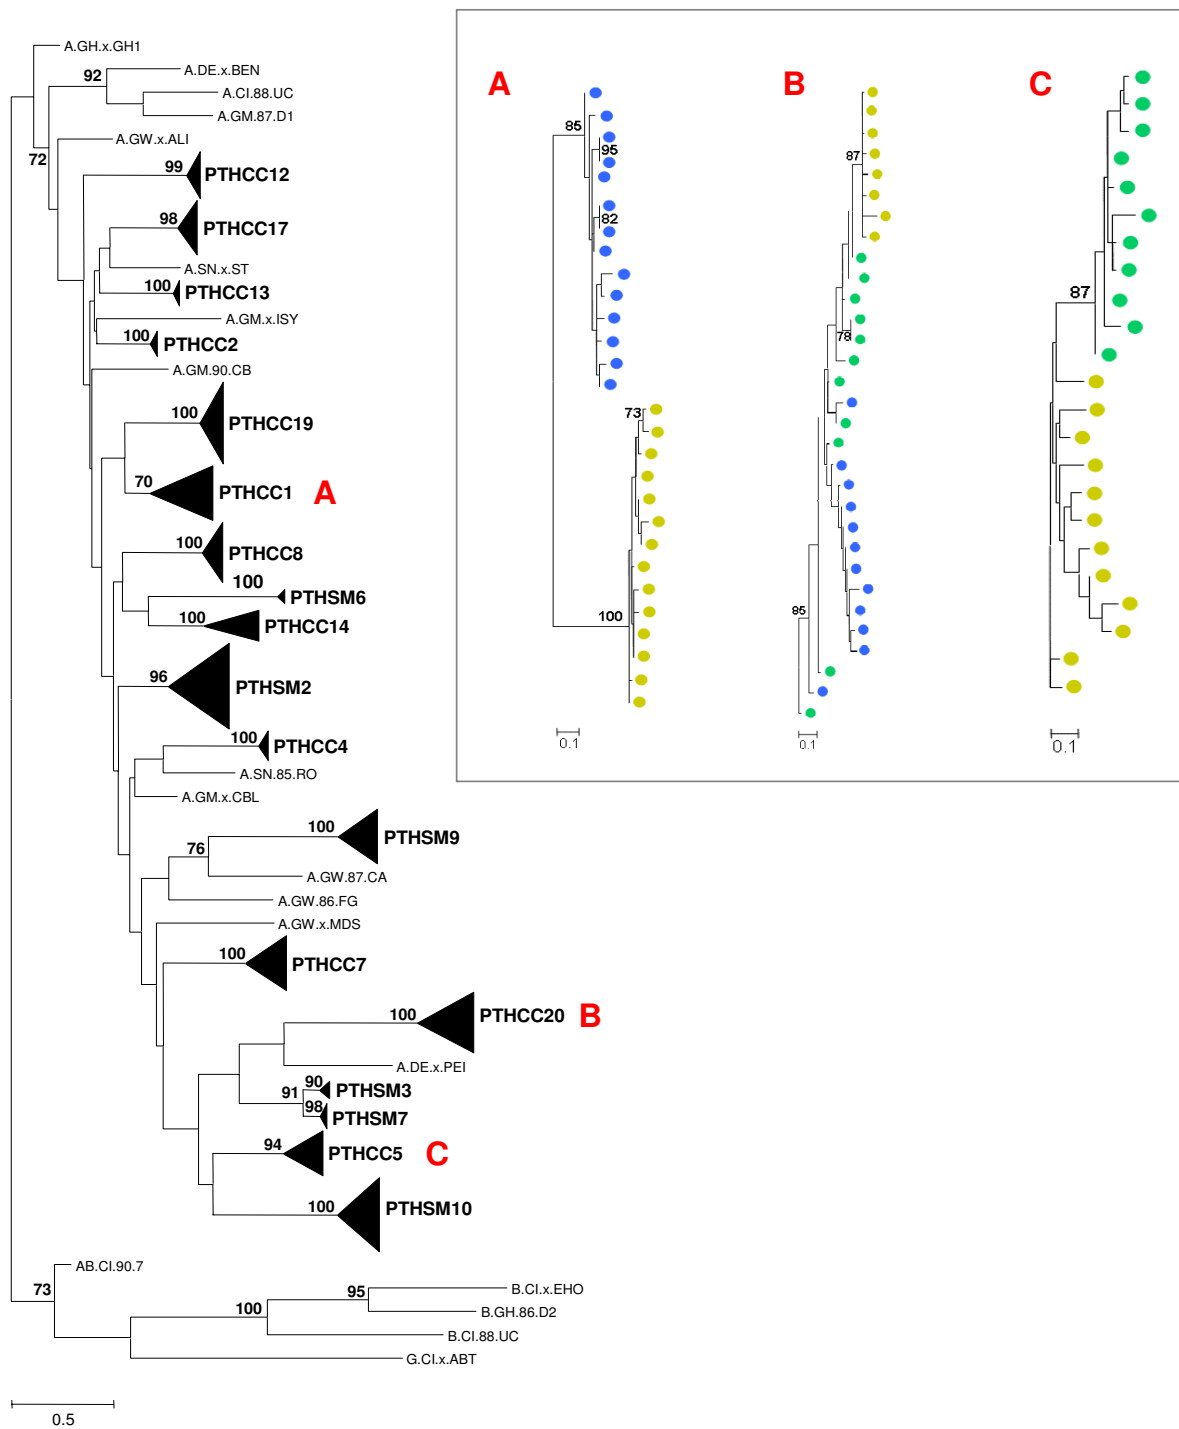 A.GH.x.GH1
92
A.DE.x.BEN
A.CI.88.UC
A.GM.87.D1
72
A.GW.x.ALI
99
PTHCC12
98
PTHCC17
A.SN.x.ST
100
PTHCC13
A.GM.x.ISY
100
PTHCC2
A.GM.90.CB
100
PTHCC19
70
PTHCC1
A
100
PTHCC8
100
PTHSM6
100
PTHCC14
96
PTHSM2
100
PTHCC4
A.SN.85.RO
A.GM.x.CBL
100
PTHSM9
76
A.GW.87.CA
A.GW.86.FG
A.GW.x.MDS
100
PTHCC7
100
PTHCC20
B
A.DE.x.PEI
90
PTHSM3
91
98
PTHSM7
94
PTHCC5
C
100
PTHSM10
AB.CI.90.7
73
B.CI.x.EHO
95
B.GH.86.D2
100
B.CI.88.UC
G.CI.x.ABT
0.5
A
85
95
82
73
100
0.1
B
87
78
85
0.1
C
87
0.1